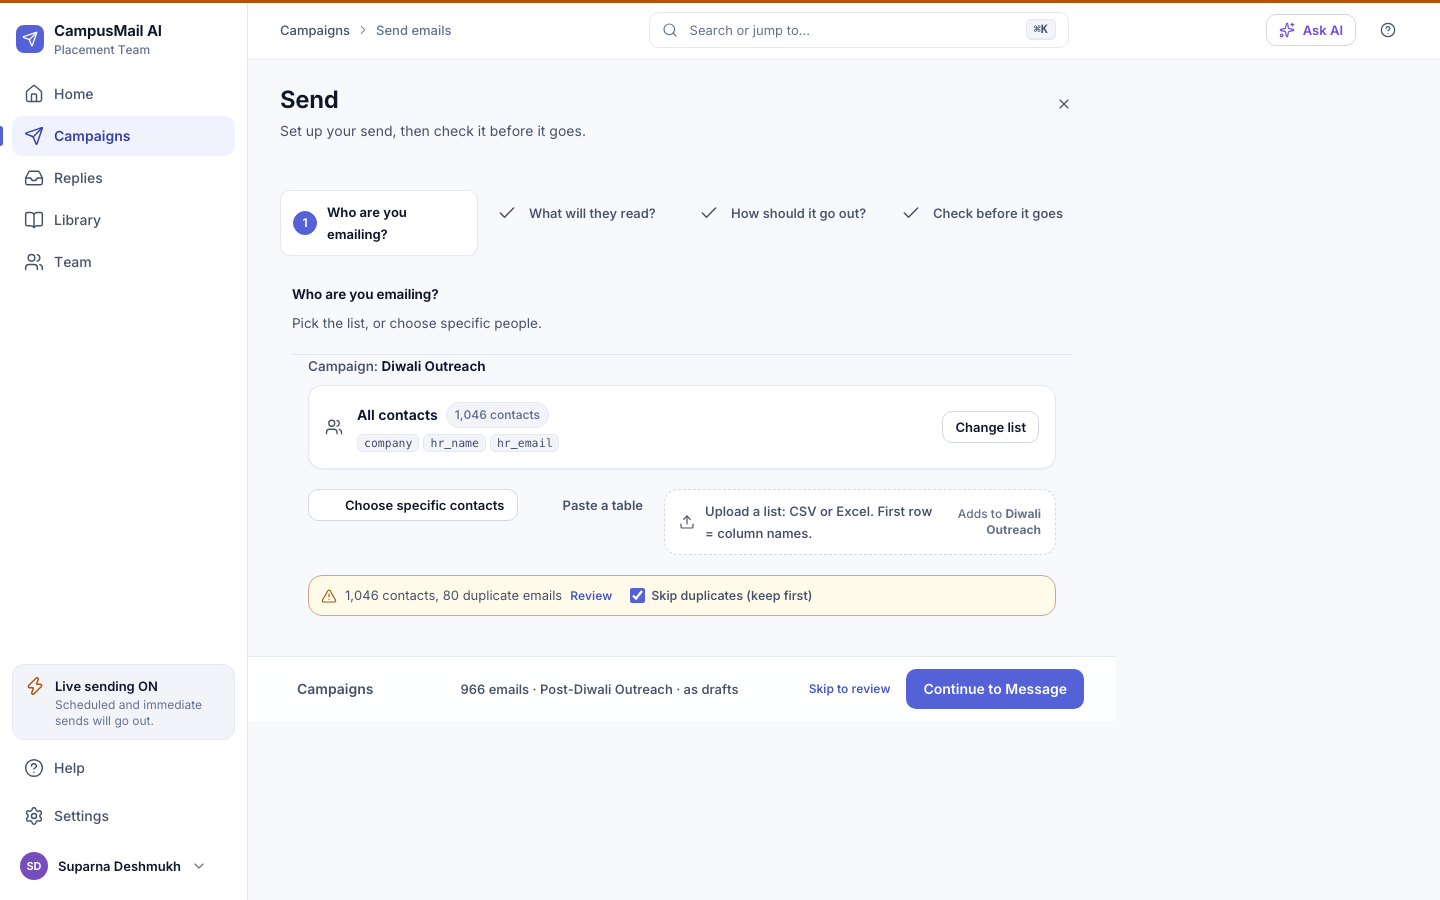 CampusMail AI
Placement Team
Home
Campaigns
Replies
Library
Team
Live sending ON
Scheduled and immediate
sends will go out.
Help
Settings
SD
Suparna Deshmukh
Campaigns
Send emails
Search or jump to...
⌘K
Ask AI
Send
Set up your send, then check it before it goes.
1
Who are you
emailing?
What will they read?
How should it go out?
Check before it goes
Who are you emailing?
Pick the list, or choose specific people.
Campaign: Diwali Outreach
All contacts
1,046 contacts
company
hr_name
hr_email
Change list
Choose specific contacts
Paste a table
Upload a list: CSV or Excel. First row
= column names.
Adds to Diwali
Outreach
1,046 contacts, 80 duplicate emails
Review
Skip duplicates (keep first)
Campaigns
966 emails · Post-Diwali Outreach · as drafts
Skip to review
Continue to Message